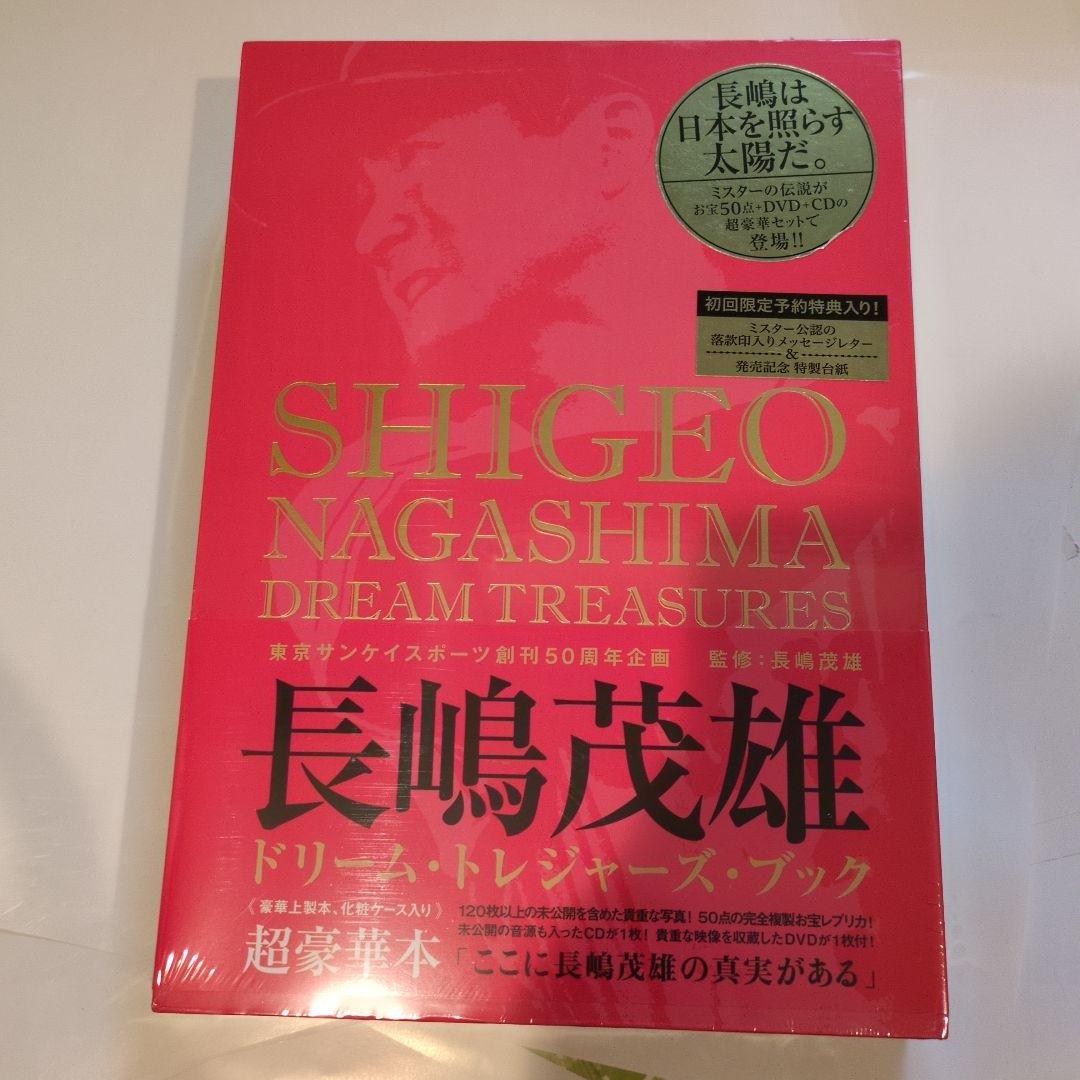 長嶋は
日本を照らす
太陽だ。
ミスターの伝説が
お宝50点+DVD+CDの
超豪華セットで
登場!!
初回限定予約特典入り!
ミスター公認の
落款印入りメッセージレター
&
発売記念 特製台紙
SHIGEO
NAGASHIMA
DREAM TREASURES
東京サンケイスポーツ創刊50周年企画 監修:長嶋茂雄
長嶋茂雄
ドリーム・トレジャーズ・ブック
《豪華上製本、化粧ケース入り》
超豪華本
120枚以上の未公開を含めた貴重な写真! 50点の完全複製お宝レプリカ!
未公開の音源も入ったCDが1枚! 貴重な映像を収蔵したDVDが1枚付!
「ここに長嶋茂雄の真実がある」